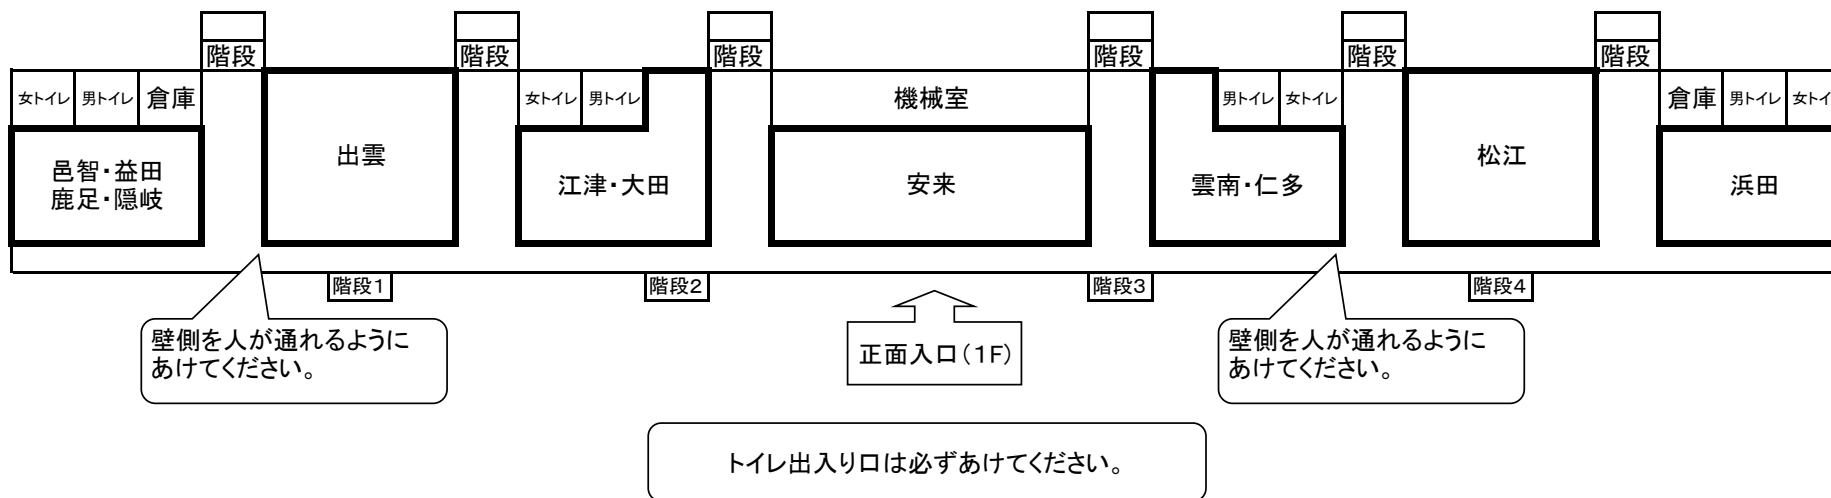 階段
階段
階段
階段
階段
階段
女トイレ
男トイレ
倉庫
女トイレ
男トイレ
機械室
男トイレ
女トイレ
倉庫
男トイレ
女トイ
邑智・益田
鹿足・隠岐
出雲
江津・大田
安来
雲南・仁多
松江
浜田
階段1
階段2
階段3
階段4
壁側を人が通れるように
あけてください。
正面入口(1F)
壁側を人が通れるように
あけてください。
トイレ出入り口は必ずあけてください。